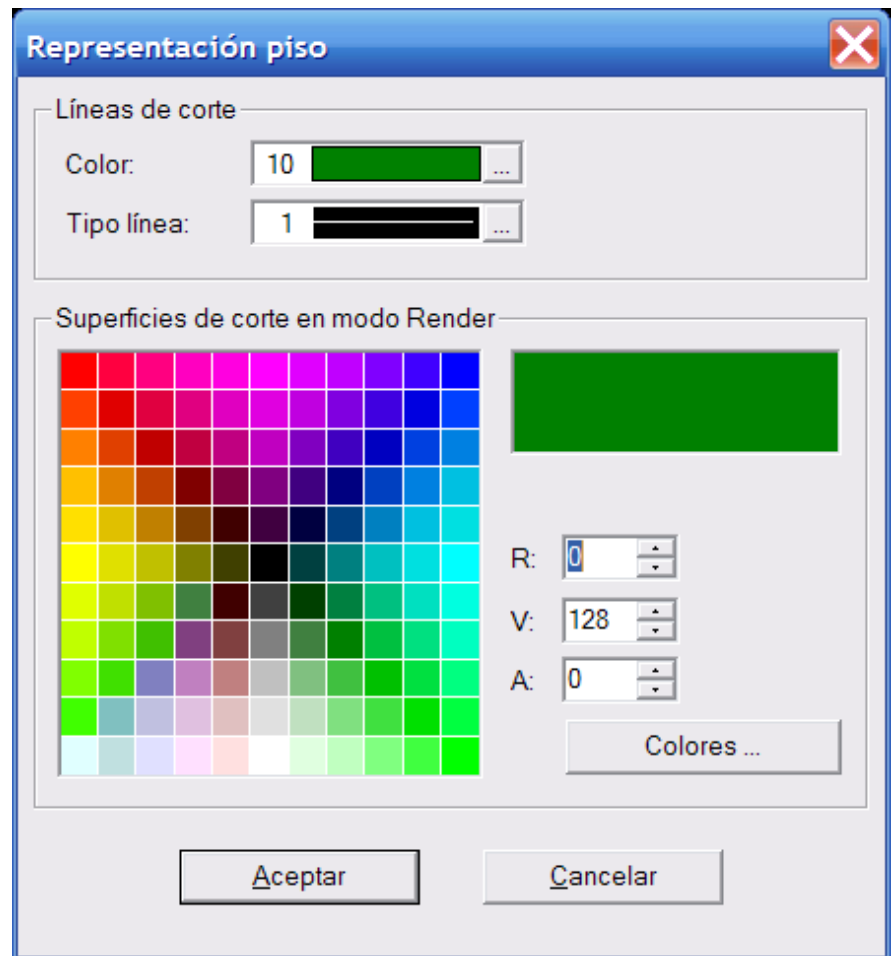 Representación piso
Líneas de corte
Color: 10 ...
Tipo línea: 1 ...
Superficies de corte en modo Render
R: 0
V: 128
A: 0
Colores ...
Aceptar Cancelar